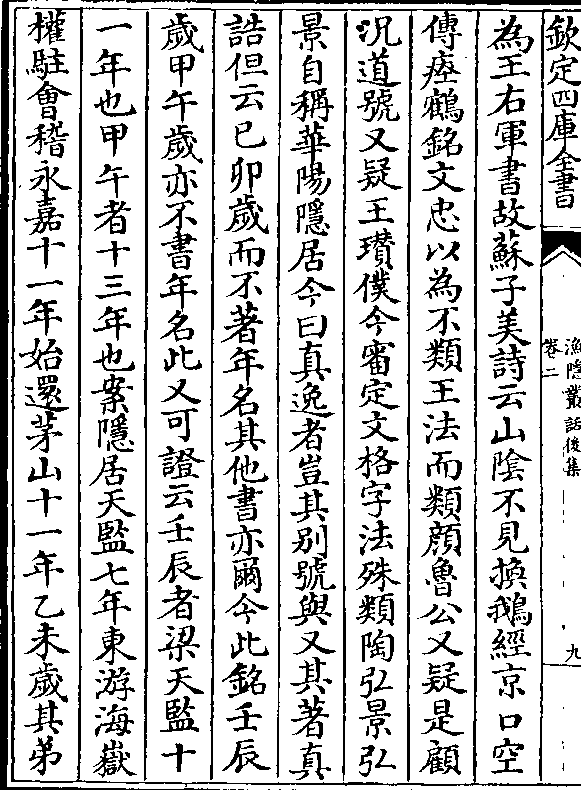 欽定四庫全書
漁隱叢話後集
卷二
九
為王右軍書故蘇子美詩云山陰不見換鵝經京口空
傳瘞鶴銘文忠以為不類王法而類顔魯公又疑是顧
况道號又疑王瓚僕今審定文格字法殊類陶弘景弘
景自稱華陽隱居今曰真逸者豈其别號與又其著真
誥但云己卯歲而不著年名其他書亦爾今此銘壬辰
歲甲午歲亦不書年名此又可證云壬辰者梁天監十
一年也甲午者十三年也案隱居天監七年東游海嶽
權駐會稽永嘉十一年始還茅山十一年乙未歲其弟